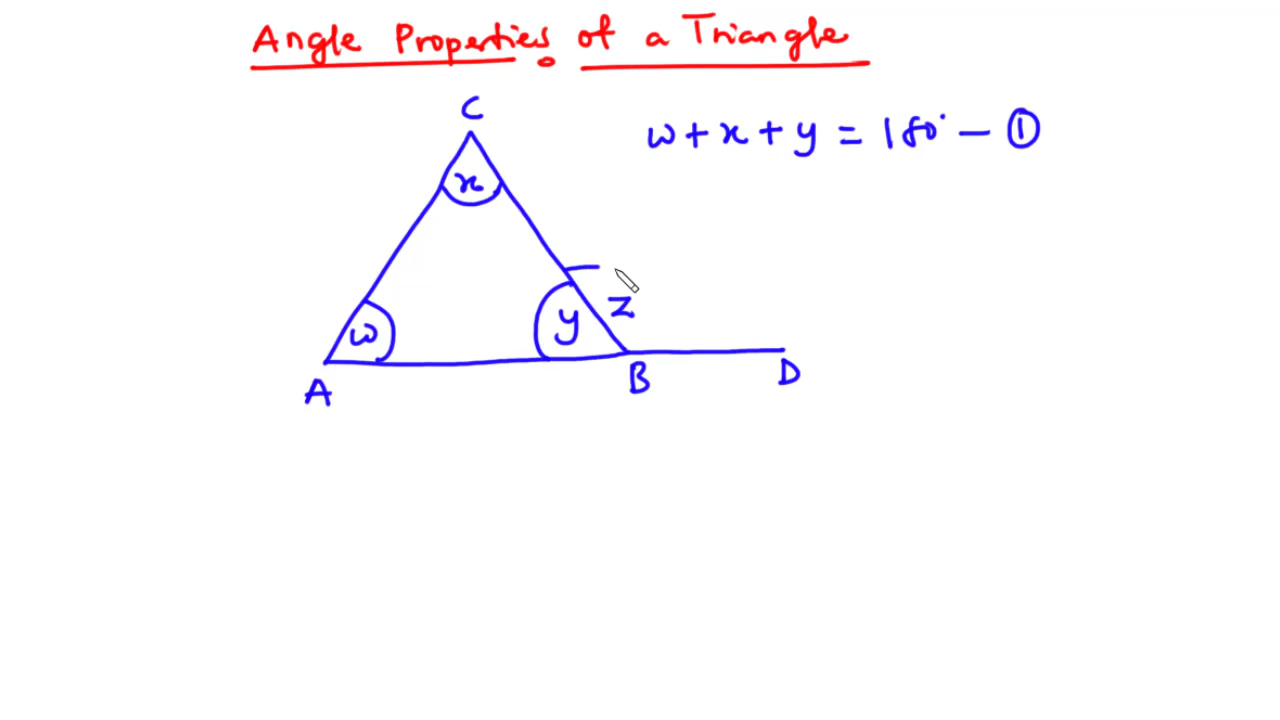 Angle Properties of a Triangle
C
w + x + y = 180° — ①
x
z
w
y
A
B
D